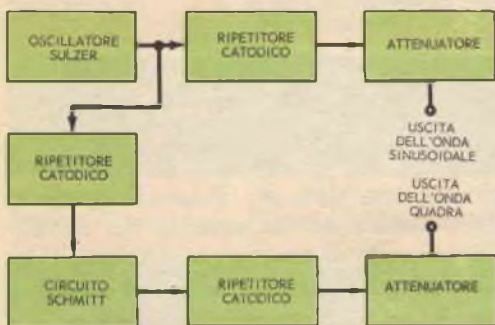 OSCILLATORE
SULZER
RIPETITORE
CATODICO
ATTENUATORE
USCITA
DELL'ONDA
SINUSOIDALE
RIPETITORE
CATODICO
USCITA
DELL'ONDA
QUADRA
CIRCUITO
SCHMITT
RIPETITORE
CATODICO
ATTENUATORE